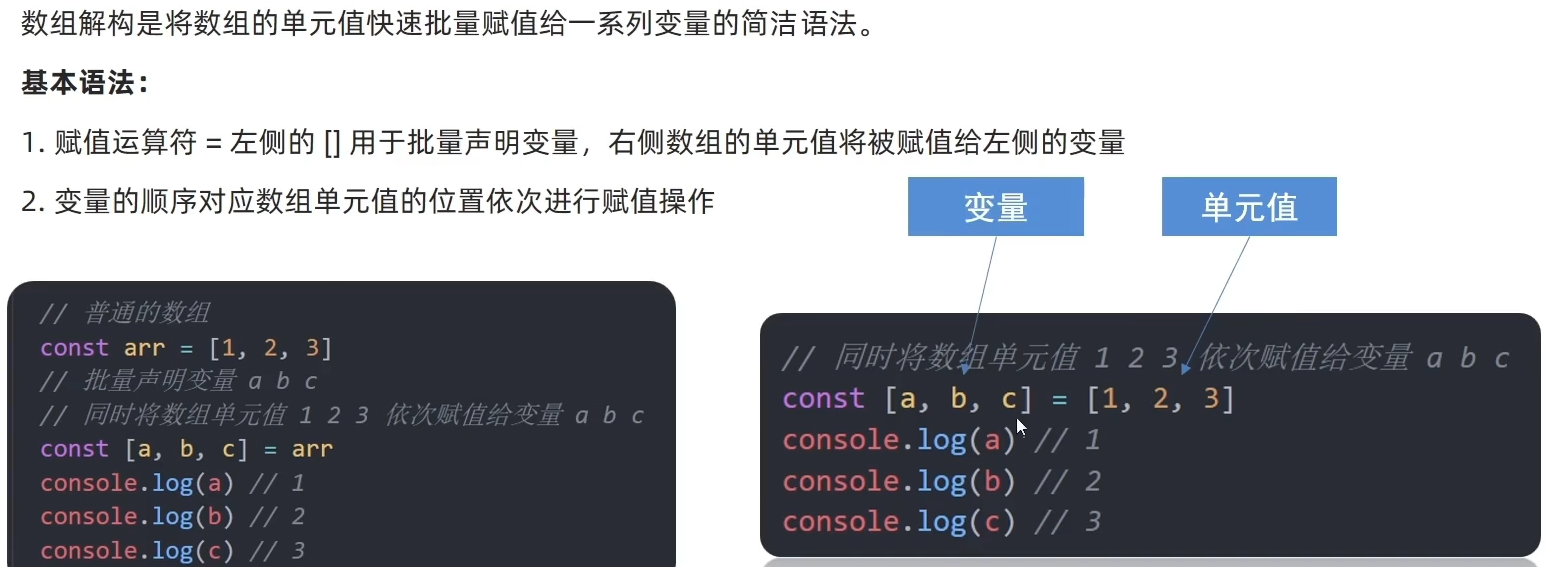 数组解构是将数组的单元值快速批量赋值给一系列变量的简洁语法。
基本语法：
1. 赋值运算符 = 左侧的 [] 用于批量声明变量，右侧数组的单元值将被赋值给左侧的变量
2. 变量的顺序对应数组单元值的位置依次进行赋值操作
变量
单元值
// 普通的数组
const arr = [1, 2, 3]
// 批量声明变量 a b c
// 同时将数组单元值 1 2 3 依次赋值给变量 a b c
const [a, b, c] = arr
console.log(a) // 1
console.log(b) // 2
console.log(c) // 3
// 同时将数组单元值 1 2 3 依次赋值给变量 a b c
const [a, b, c] = [1, 2, 3]
console.log(a) // 1
console.log(b) // 2
console.log(c) // 3